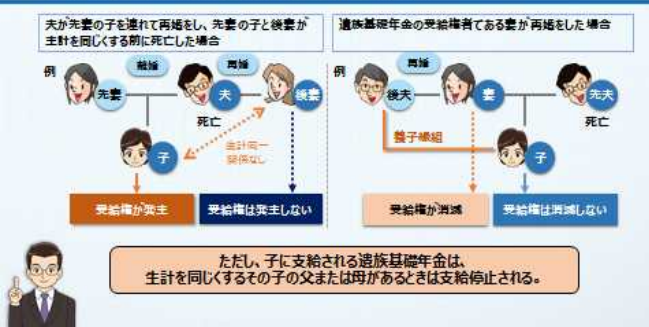 夫が先妻の子を連れて再婚をし、先妻の子と後妻が
生計を同じくする前に死亡した場合
例
離婚
再婚
先妻
夫
後妻
死亡
子
生計同一
関係なし
受給権が発生
受給権は発生しない
遺族基礎年金の受給権者である妻が再婚をした場合
例
再婚
後夫
妻
先夫
死亡
養子縁組
子
受給権が消滅
受給権は消滅しない
ただし、子に支給される遺族基礎年金は、
生計を同じくするその子の父または母があるときは支給停止される。